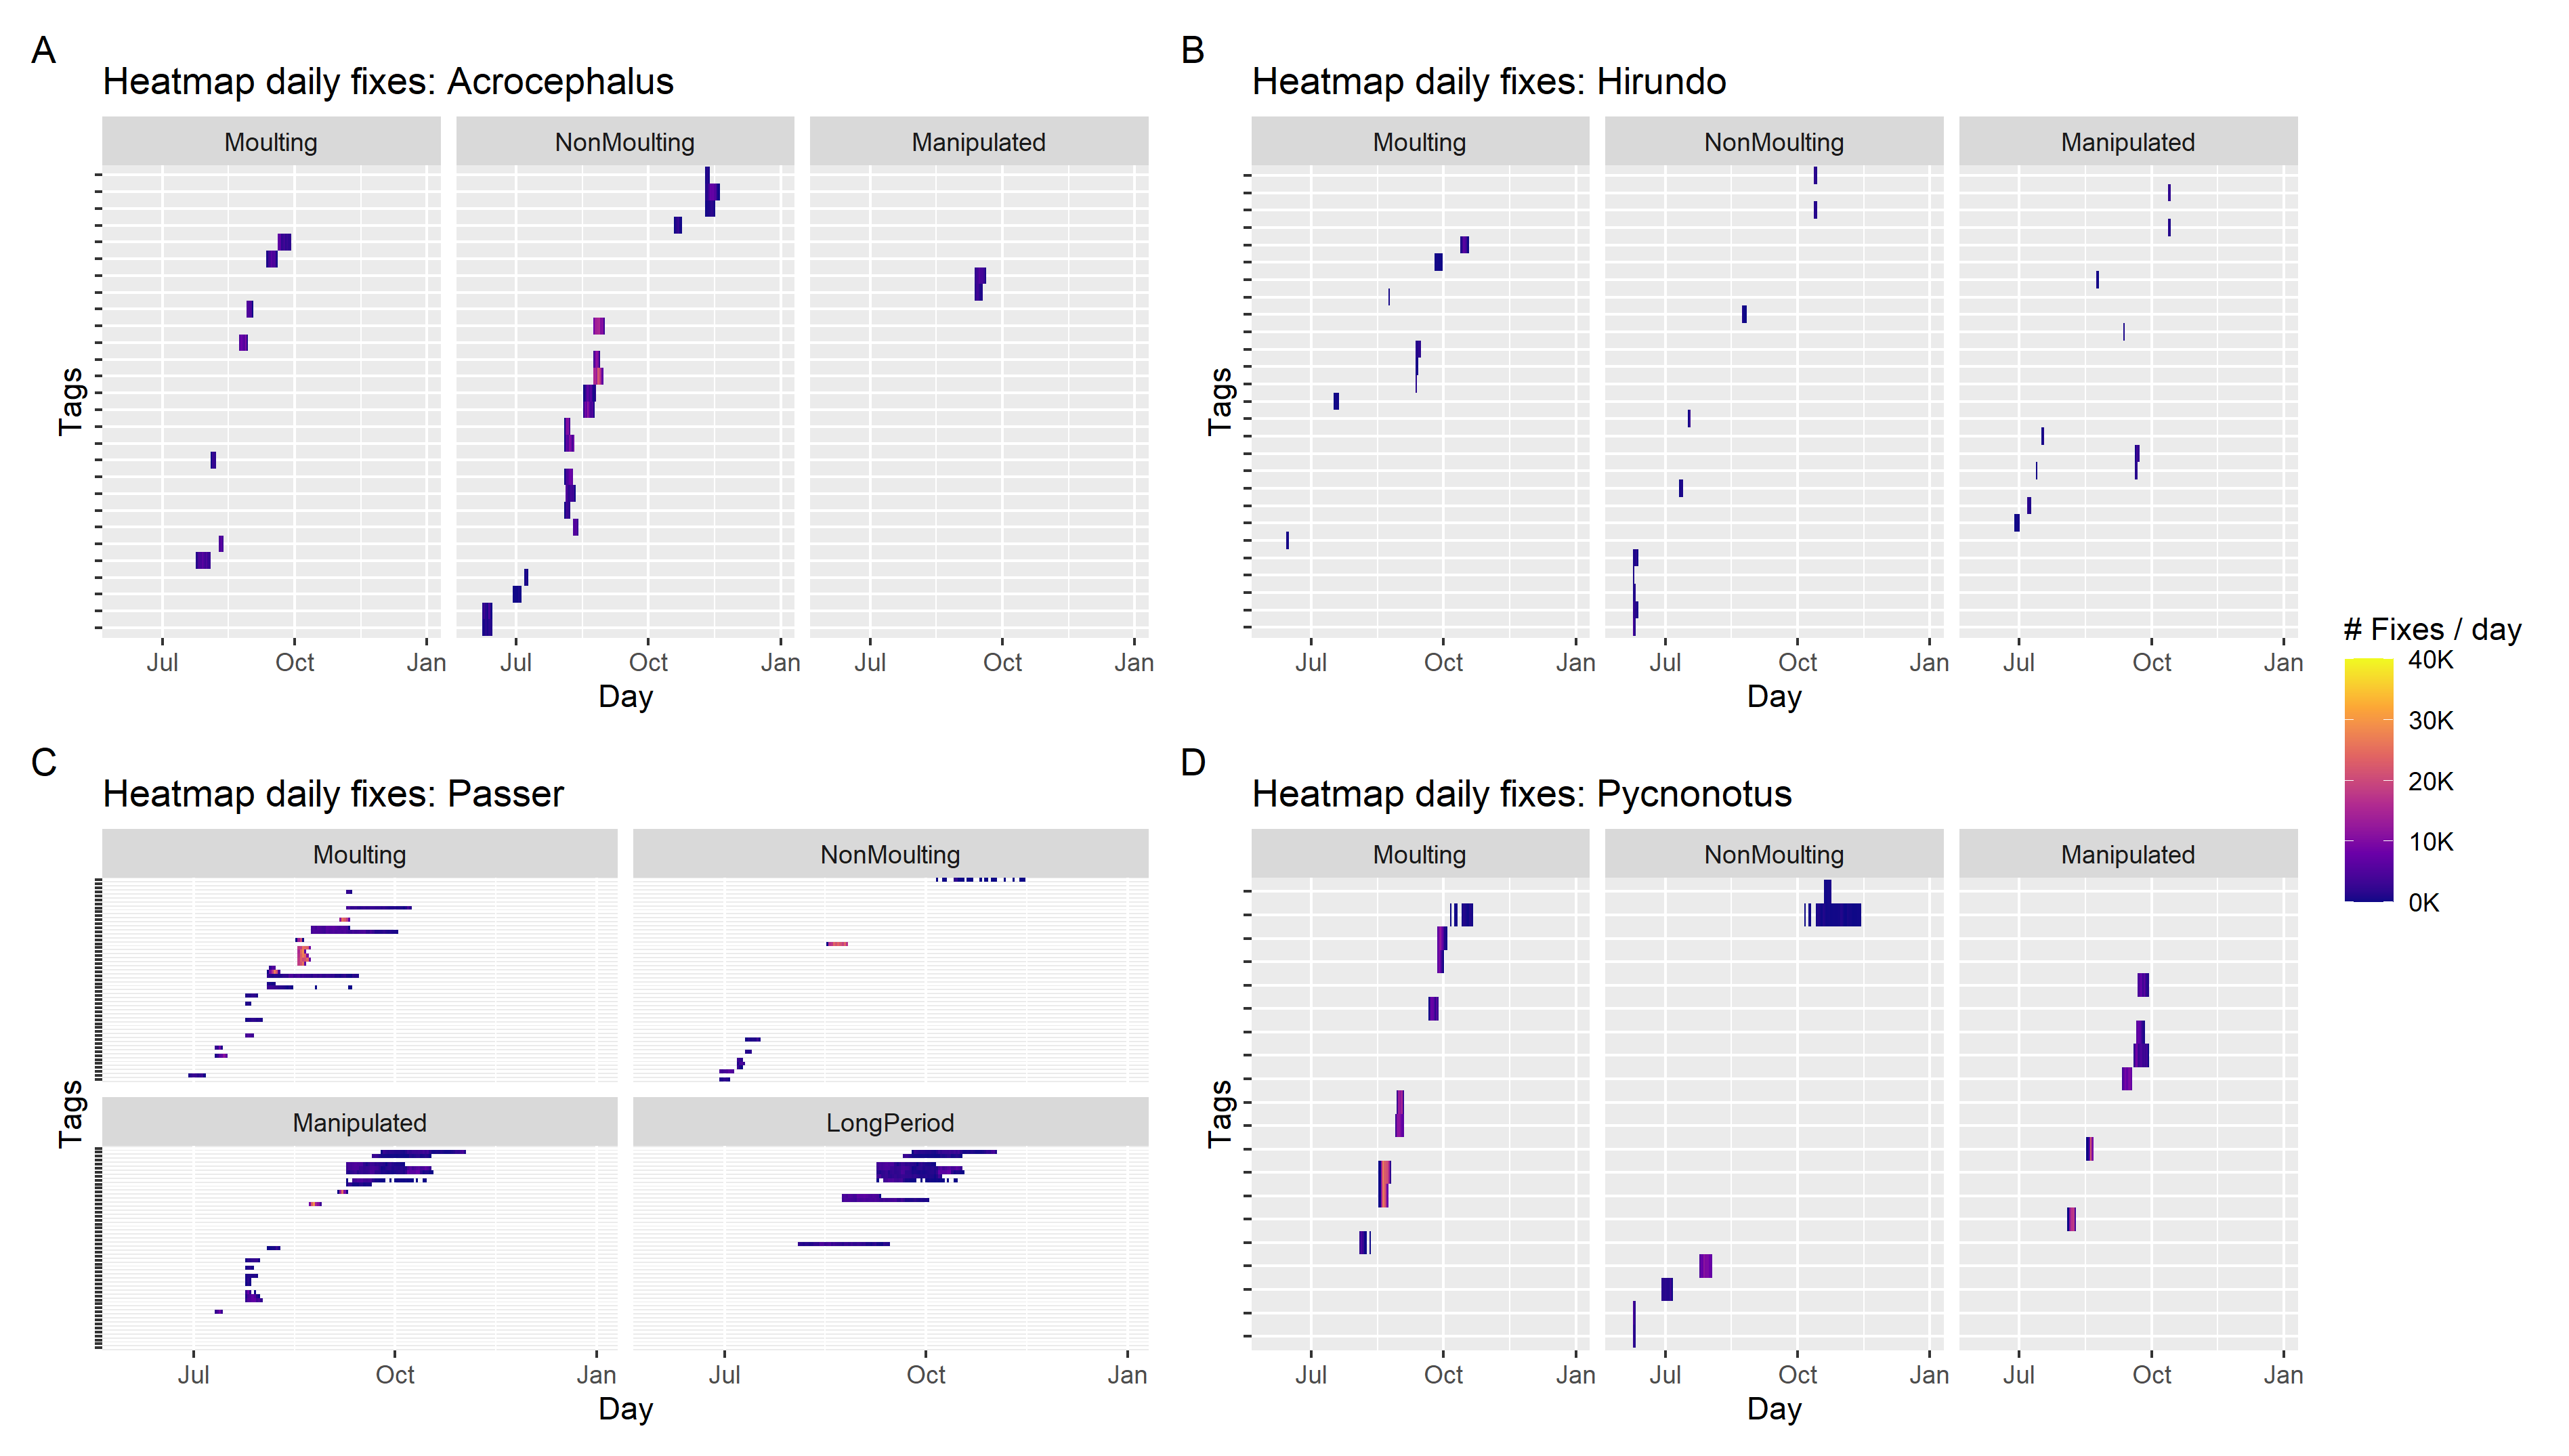 A
Heatmap daily fixes: Acrocephalus
Moulting NonMoulting Manipulated
Tags
Jul Oct Jan Jul Oct Jan Jul Oct Jan
Day
B
Heatmap daily fixes: Hirundo
Moulting NonMoulting Manipulated
Tags
Jul Oct Jan Jul Oct Jan Jul Oct Jan
Day
C
Heatmap daily fixes: Passer
Moulting NonMoulting
Tags
Manipulated LongPeriod
Jul Oct Jan Jul Oct Jan
Day
D
Heatmap daily fixes: Pycnonotus
Moulting NonMoulting Manipulated
Tags
Jul Oct Jan Jul Oct Jan Jul Oct Jan
Day
# Fixes / day
40K
30K
20K
10K
0K